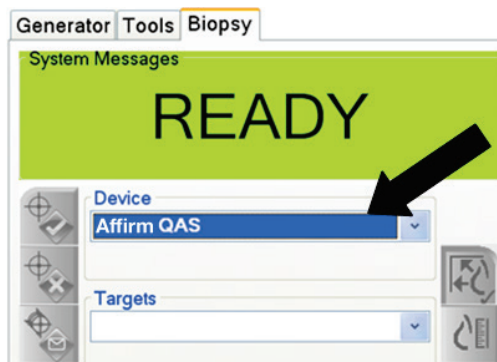 Generator Tools Biopsy
System Messages
READY
Device
Affirm QAS
Targets